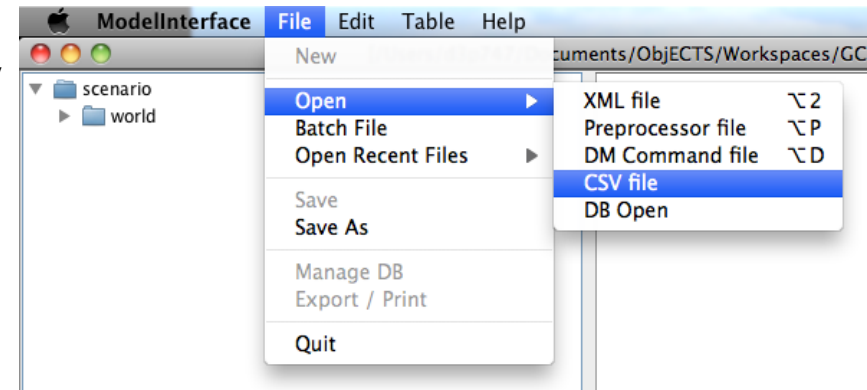 ModelInterface File Edit Table Help
New
uments/ObjECTS/Workspaces/GC
scenario
world
Open
Batch File
Open Recent Files
Save
Save As
Manage DB
Export / Print
Quit
XML file ⌥2
Preprocessor file ⌥P
DM Command file ⌥D
CSV file
DB Open